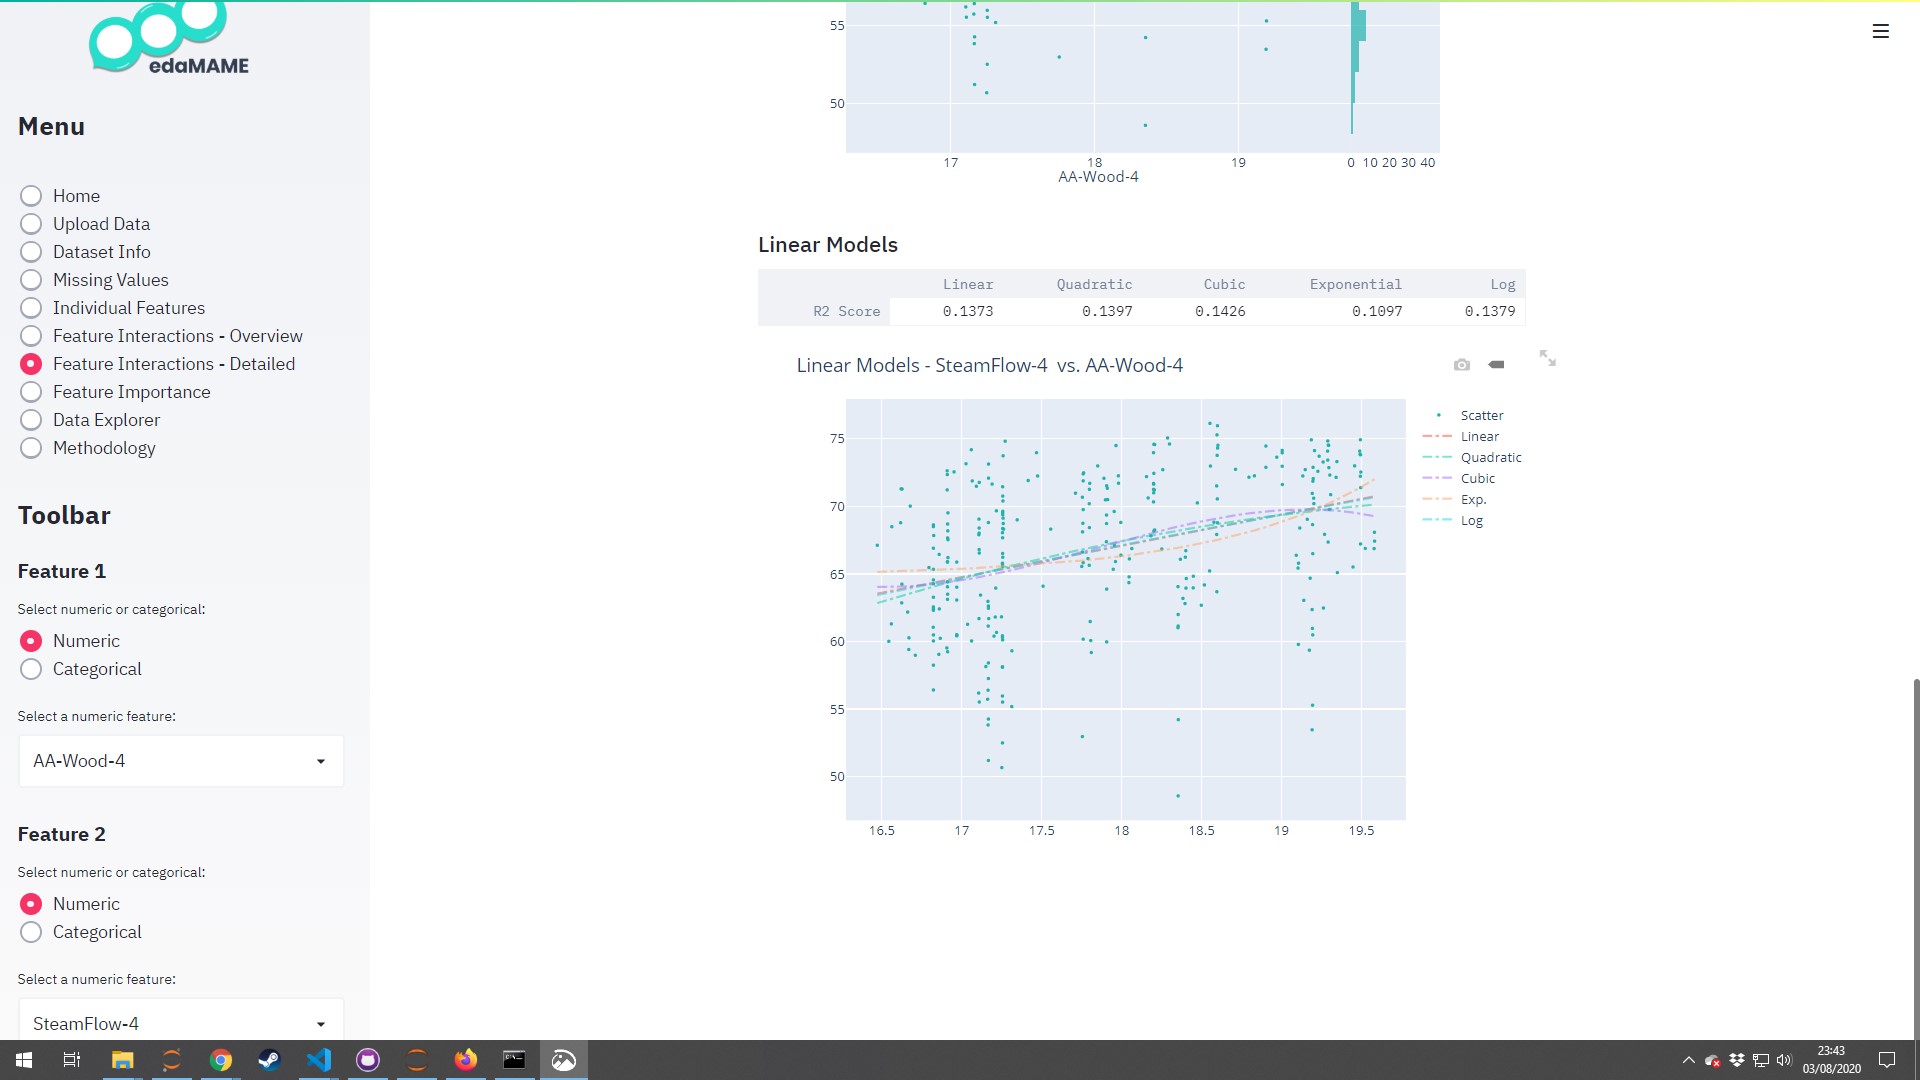 edaMAME
Menu
Home
Upload Data
Dataset Info
Missing Values
Individual Features
Feature Interactions - Overview
Feature Interactions - Detailed
Feature Importance
Data Explorer
Methodology
Toolbar
Feature 1
Select numeric or categorical:
Numeric
Categorical
Select a numeric feature:
AA-Wood-4
Feature 2
Select numeric or categorical:
Numeric
Categorical
Select a numeric feature:
SteamFlow-4
55
50
17 18 19 0 10 20 30 40
AA-Wood-4
Linear Models
Linear Quadratic Cubic Exponential Log
R2 Score 0.1373 0.1397 0.1426 0.1097 0.1379
Linear Models - SteamFlow-4 vs. AA-Wood-4
75
70
65
60
55
50
16.5 17 17.5 18 18.5 19 19.5
Scatter
Linear
Quadratic
Cubic
Exp.
Log
23:43
03/08/2020